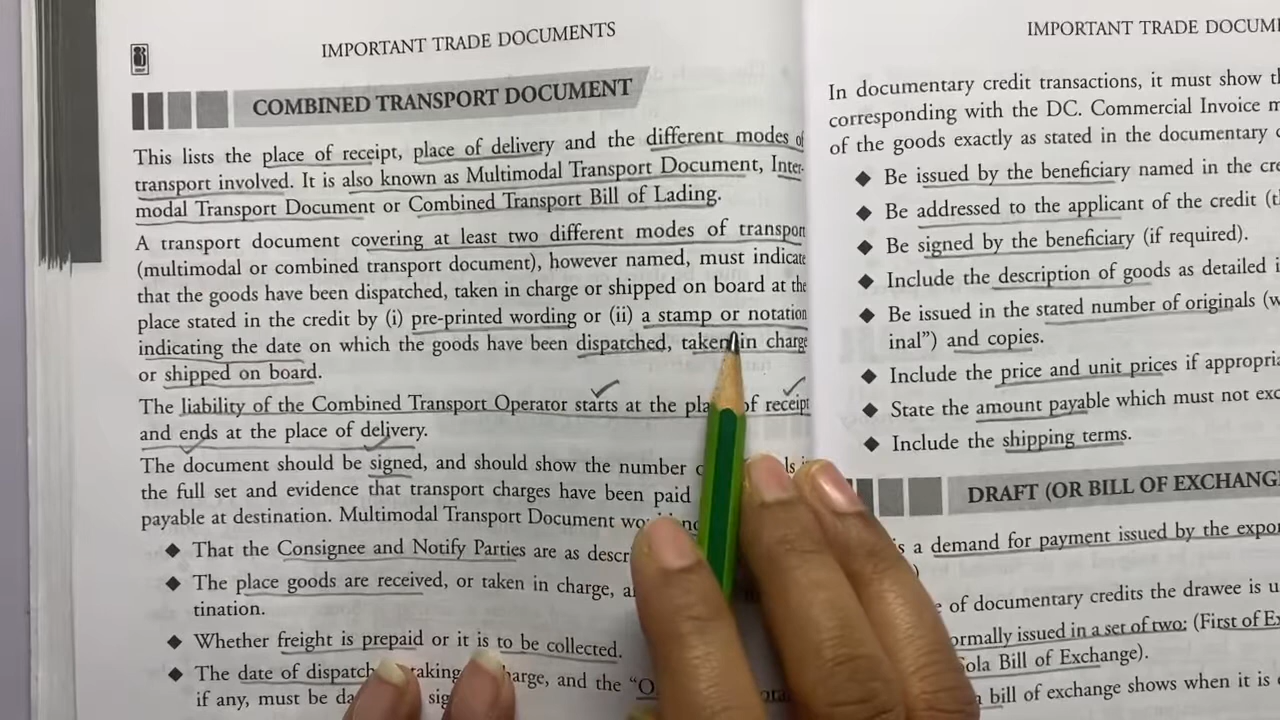 IMPORTANT TRADE DOCUMENTS
COMBINED TRANSPORT DOCUMENT
This lists the place of receipt, place of delivery and the different modes of
transport involved. It is also known as Multimodal Transport Document, Inter-
modal Transport Document or Combined Transport Bill of Lading.
A transport document covering at least two different modes of transport
(multimodal or combined transport document), however named, must indicate
that the goods have been dispatched, taken in charge or shipped on board at the
place stated in the credit by (i) pre-printed wording or (ii) a stamp or notation
indicating the date on which the goods have been dispatched, taken in charge
or shipped on board.
The liability of the Combined Transport Operator starts at the of receipt
and ends at the place of delivery.
The document should be signed, and should show the number
the full set and evidence that transport charges have been paid
payable at destination. Multimodal Transport Document
◆ That the Consignee and Notify Parties are as
◆ The place goods are received, or taken in charge,
tination.
◆ Whether freight is prepaid or it is to be collected.
◆ The date of dispatch, taking and the
if any, must be
IMPORTANT TRADE
In documentary credit transactions, it must show
corresponding with the DC. Commercial Invoice
of the goods exactly as stated in the documentary
◆ Be issued by the beneficiary named in the
◆ Be addressed to the applicant of the credit
◆ Be signed by the beneficiary (if required).
◆ Include the description of goods as detailed
◆ Be issued in the stated number of originals
inal”) and copies.
◆ Include the price and unit prices if
◆ State the amount payable which must not
◆ Include the shipping terms.
DRAFT (OR BILL OF
a demand for payment issued by the
of documentary credits the drawee is
issued in a set of two: (First of
Bill of Exchange).
bill of exchange shows when it is